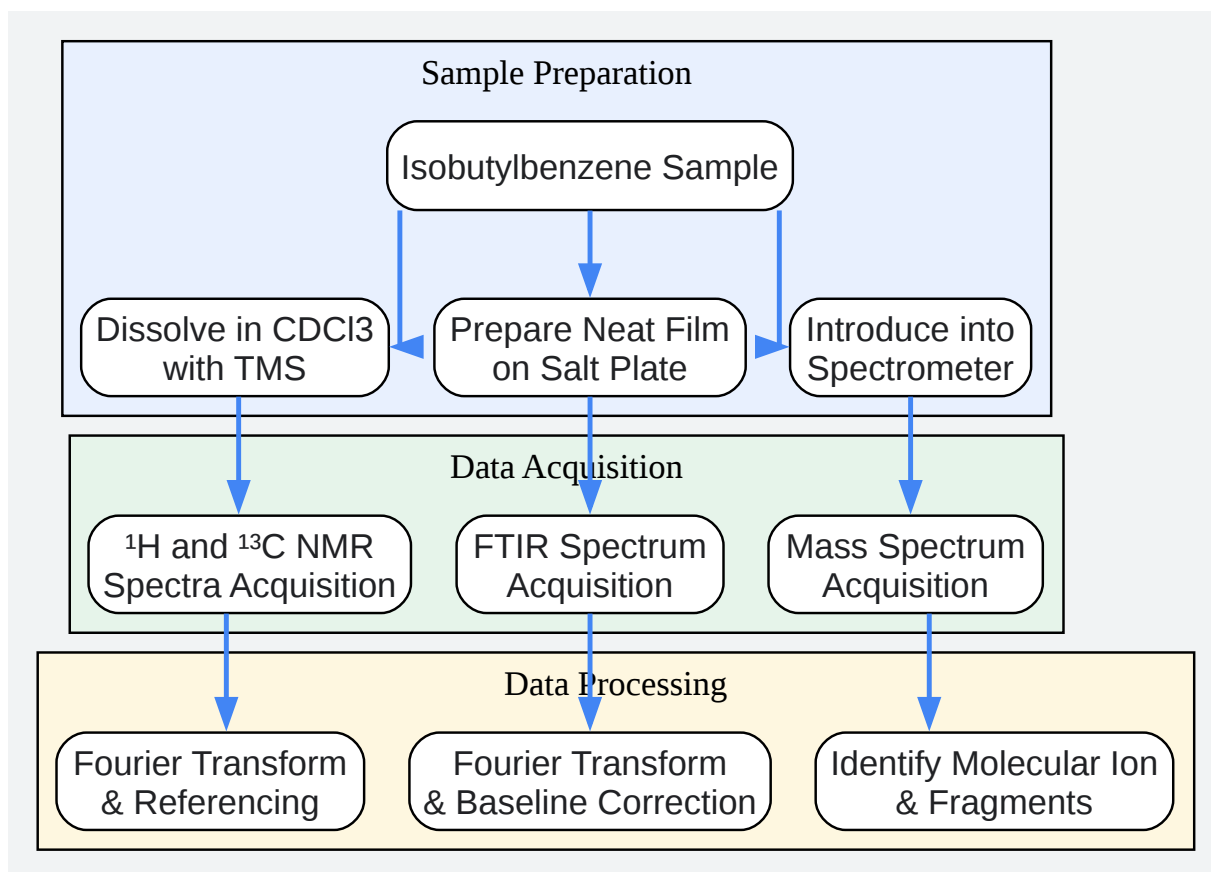 Sample Preparation
Isobutylbenzene Sample
Dissolve in CDCl3
with TMS
Prepare Neat Film
on Salt Plate
Introduce into
Spectrometer
Data Acquisition
¹H and ¹³C NMR
Spectra Acquisition
FTIR Spectrum
Acquisition
Mass Spectrum
Acquisition
Data Processing
Fourier Transform
& Referencing
Fourier Transform
& Baseline Correction
Identify Molecular Ion
& Fragments